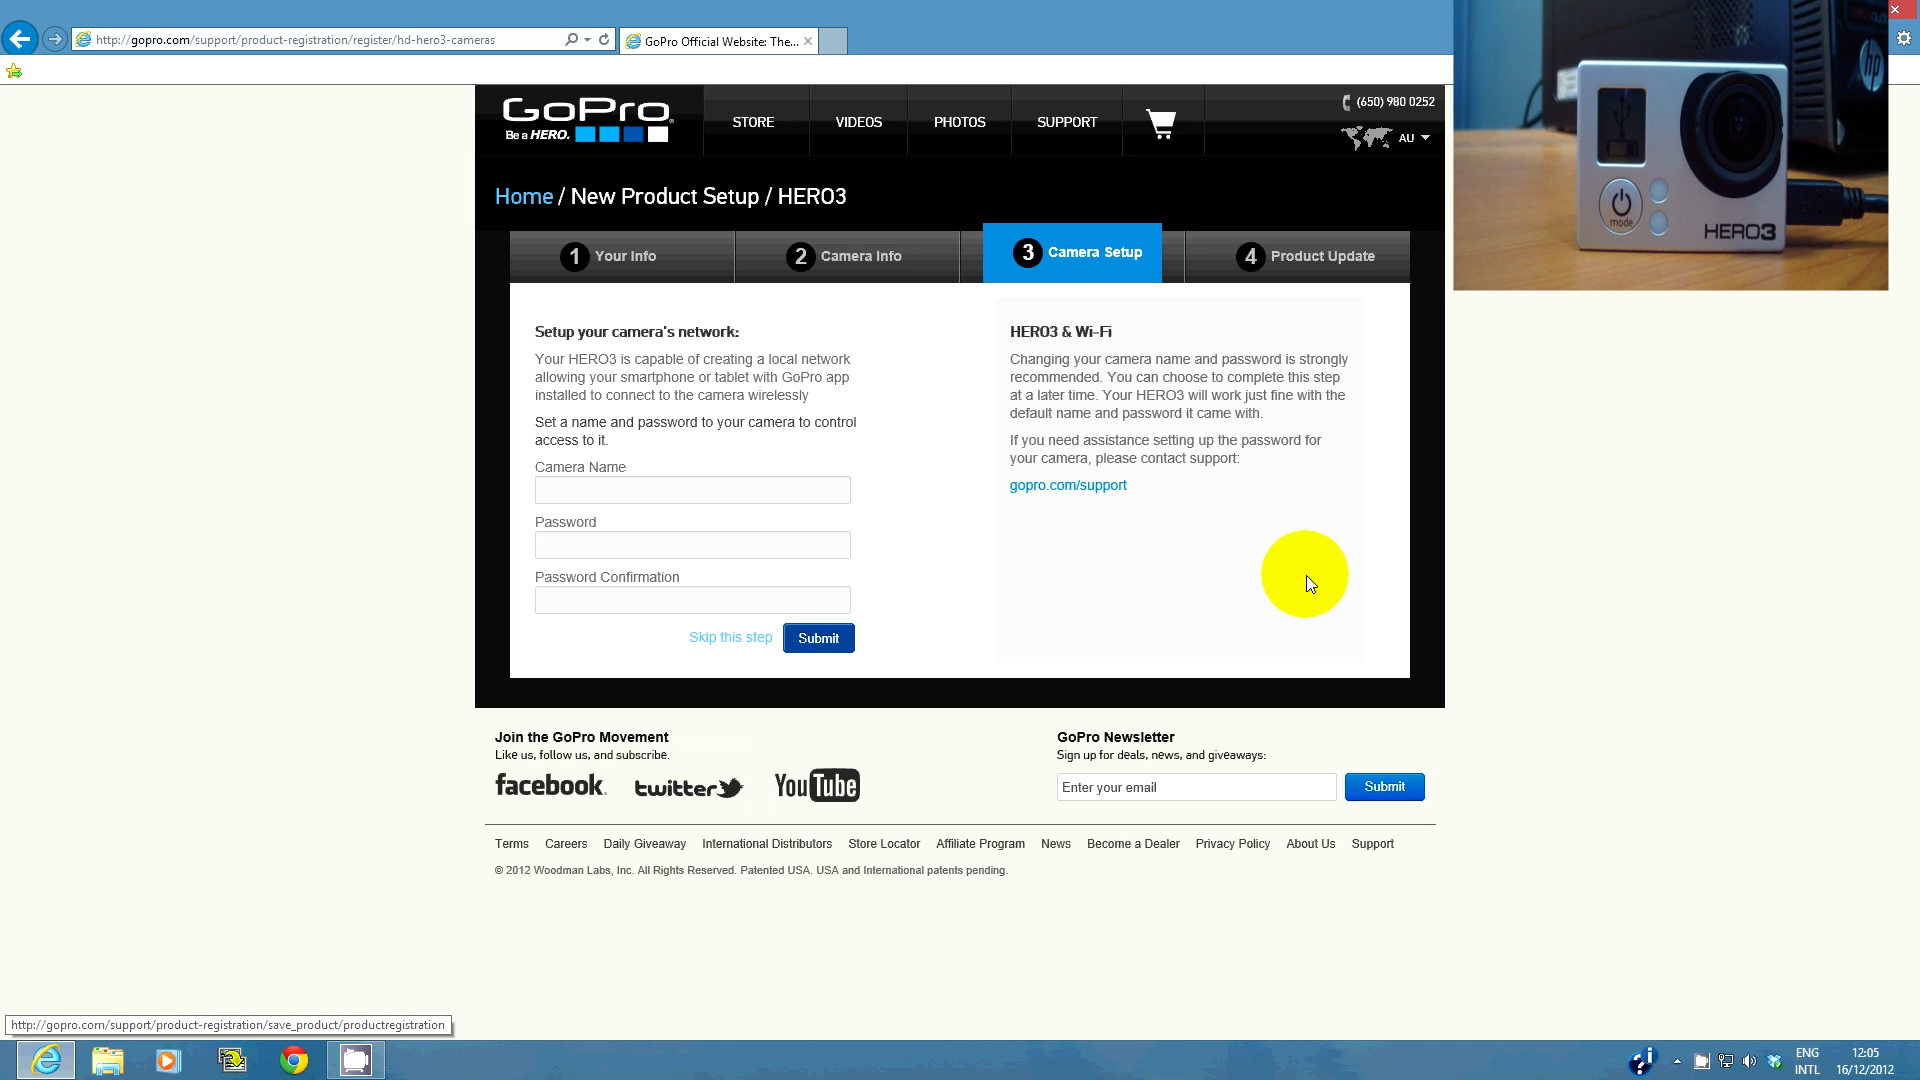 http://gopro.com/support/product-registration/register/hd-hero3-cameras
GoPro Official Website: The...
GoPro
Be a HERO.
STORE
VIDEOS
PHOTOS
SUPPORT
(650) 980 0252
AU
hp
mode
HERO3
Home / New Product Setup / HERO3
1 Your Info
2 Camera Info
3 Camera Setup
4 Product Update
Setup your camera's network:
Your HERO3 is capable of creating a local network
allowing your smartphone or tablet with GoPro app
installed to connect to the camera wirelessly
Set a name and password to your camera to control
access to it.
Camera Name
Password
Password Confirmation
Skip this step
Submit
HERO3 & Wi-Fi
Changing your camera name and password is strongly
recommended. You can choose to complete this step
at a later time. Your HERO3 will work just fine with the
default name and password it came with.
If you need assistance setting up the password for
your camera, please contact support:
gopro.com/support
Join the GoPro Movement
Like us, follow us, and subscribe.
facebook.
twitter
YouTube
GoPro Newsletter
Sign up for deals, news, and giveaways:
Enter your email
Submit
Terms Careers Daily Giveaway International Distributors Store Locator Affiliate Program News Become a Dealer Privacy Policy About Us Support
© 2012 Woodman Labs, Inc. All Rights Reserved. Patented USA. USA and International patents pending.
http://gopro.com/support/product-registration/save_product/productregistration
ENG
INTL
12:05
16/12/2012